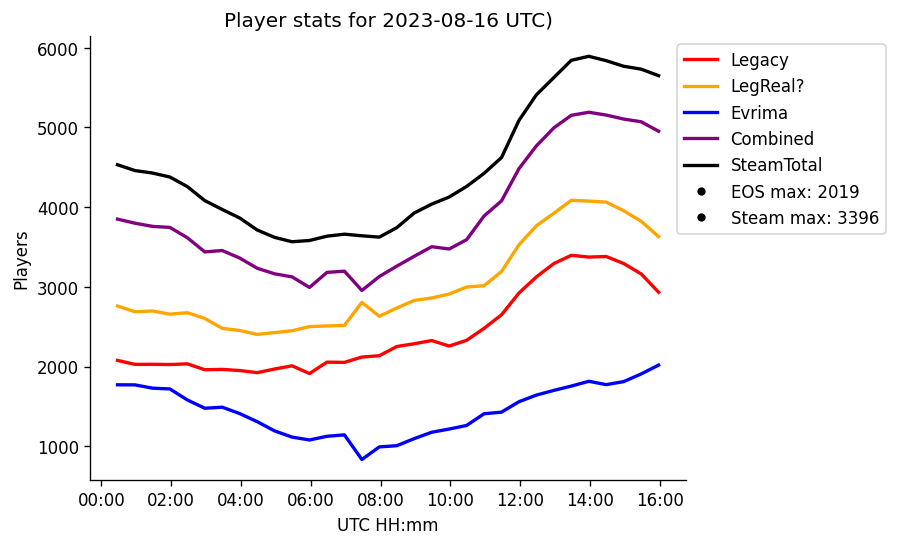 Player stats for 2023-08-16 UTC)
6000
5000
4000
3000
2000
1000
Players
00:00 02:00 04:00 06:00 08:00 10:00 12:00 14:00 16:00
UTC HH:mm
Legacy
LegReal?
Evrima
Combined
SteamTotal
EOS max: 2019
Steam max: 3396